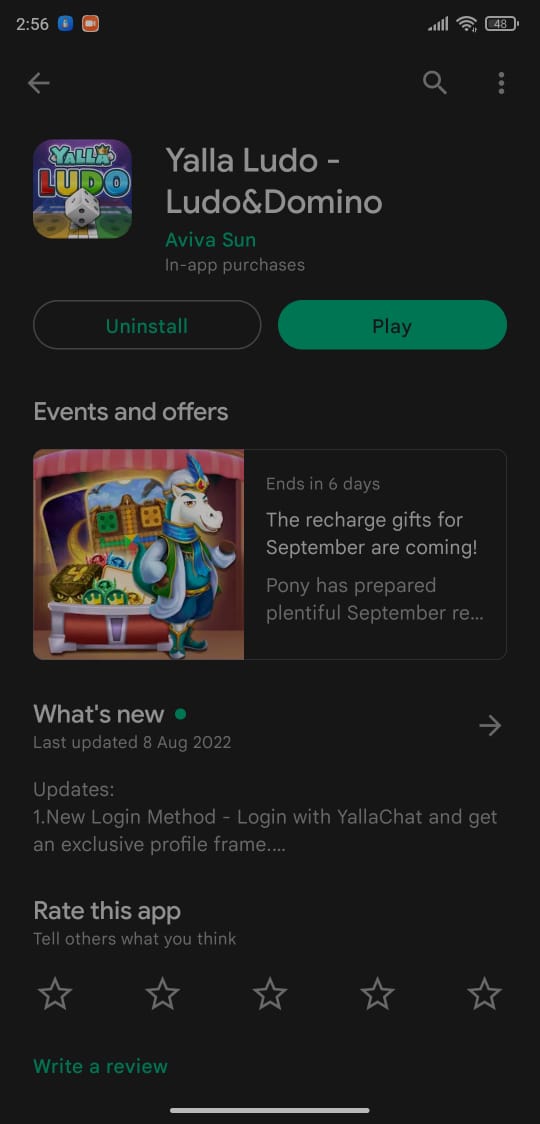 2:56
48
YALLA
LUDO
Yalla Ludo -
Ludo&Domino
Aviva Sun
In-app purchases
Uninstall
Play
Events and offers
Ends in 6 days
The recharge gifts for
September are coming!
Pony has prepared
plentiful September re...
What's new
Last updated 8 Aug 2022
Updates:
1.New Login Method - Login with YallaChat and get
an exclusive profile frame....
Rate this app
Tell others what you think
Write a review